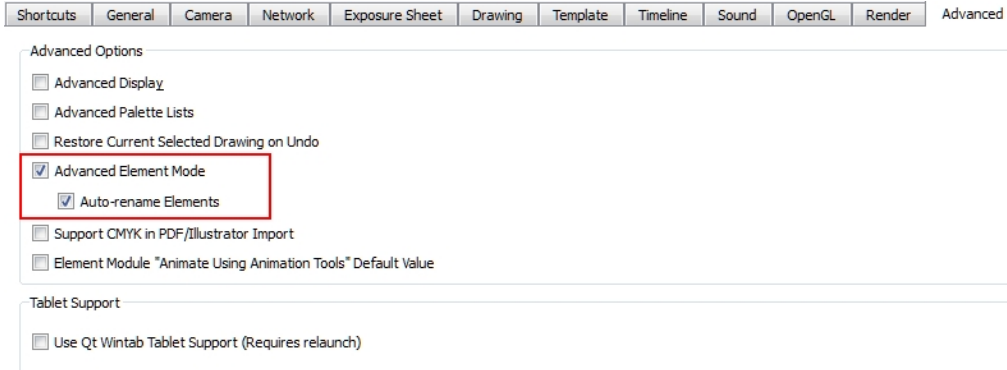 Shortcuts General Camera Network Exposure Sheet Drawing Template Timeline Sound OpenGL Render Advanced
Advanced Options
Advanced Display
Advanced Palette Lists
Restore Current Selected Drawing on Undo
Advanced Element Mode
Auto-rename Elements
Support CMYK in PDF/Illustrator Import
Element Module "Animate Using Animation Tools" Default Value
Tablet Support
Use Qt Wintab Tablet Support (Requires relaunch)